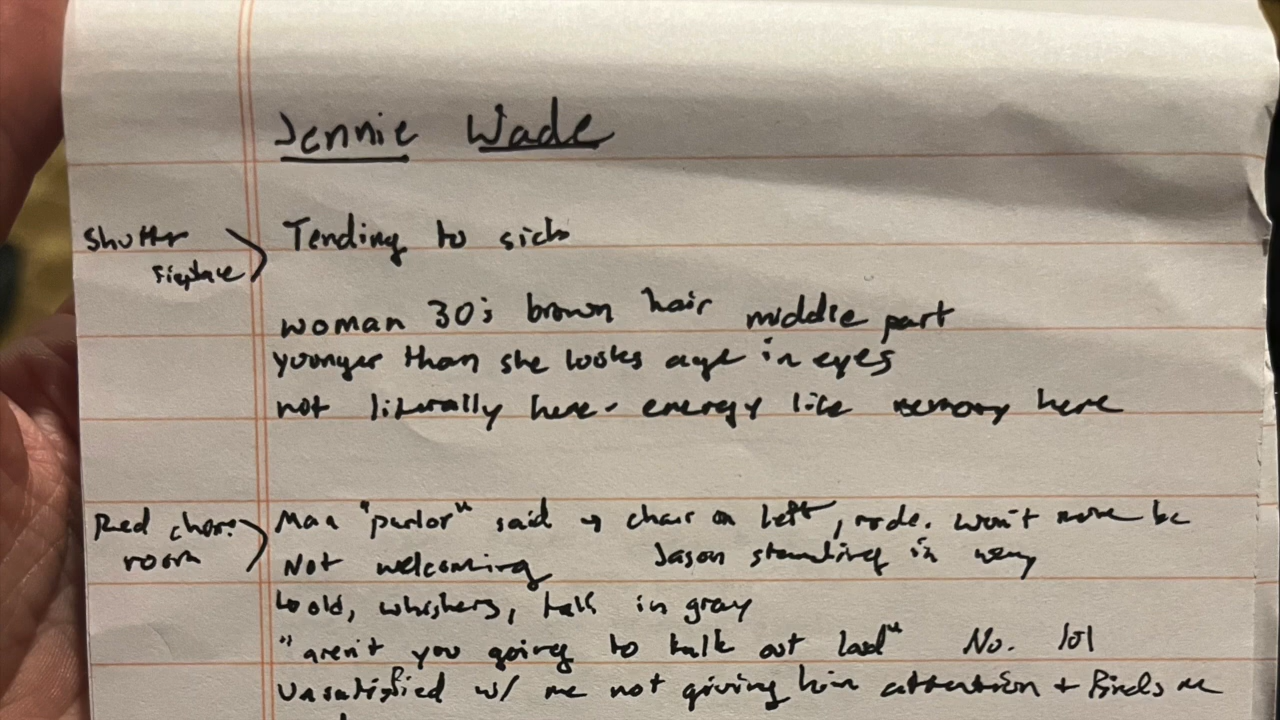 Jennie Wade
Shutter
Fireplace
Tending to sick
woman 30's brown hair middle part
younger than she looks age in eyes
not literally here - energy like memory here
Red chair
room
Man "parlor" said → chair on left, rude. won't move bc
Not welcoming Jason standing in way
bold, whiskers, tall in gray
"aren't you going to talk out loud" No. lol
Unsatisfied w/ me not giving him attention + finds me